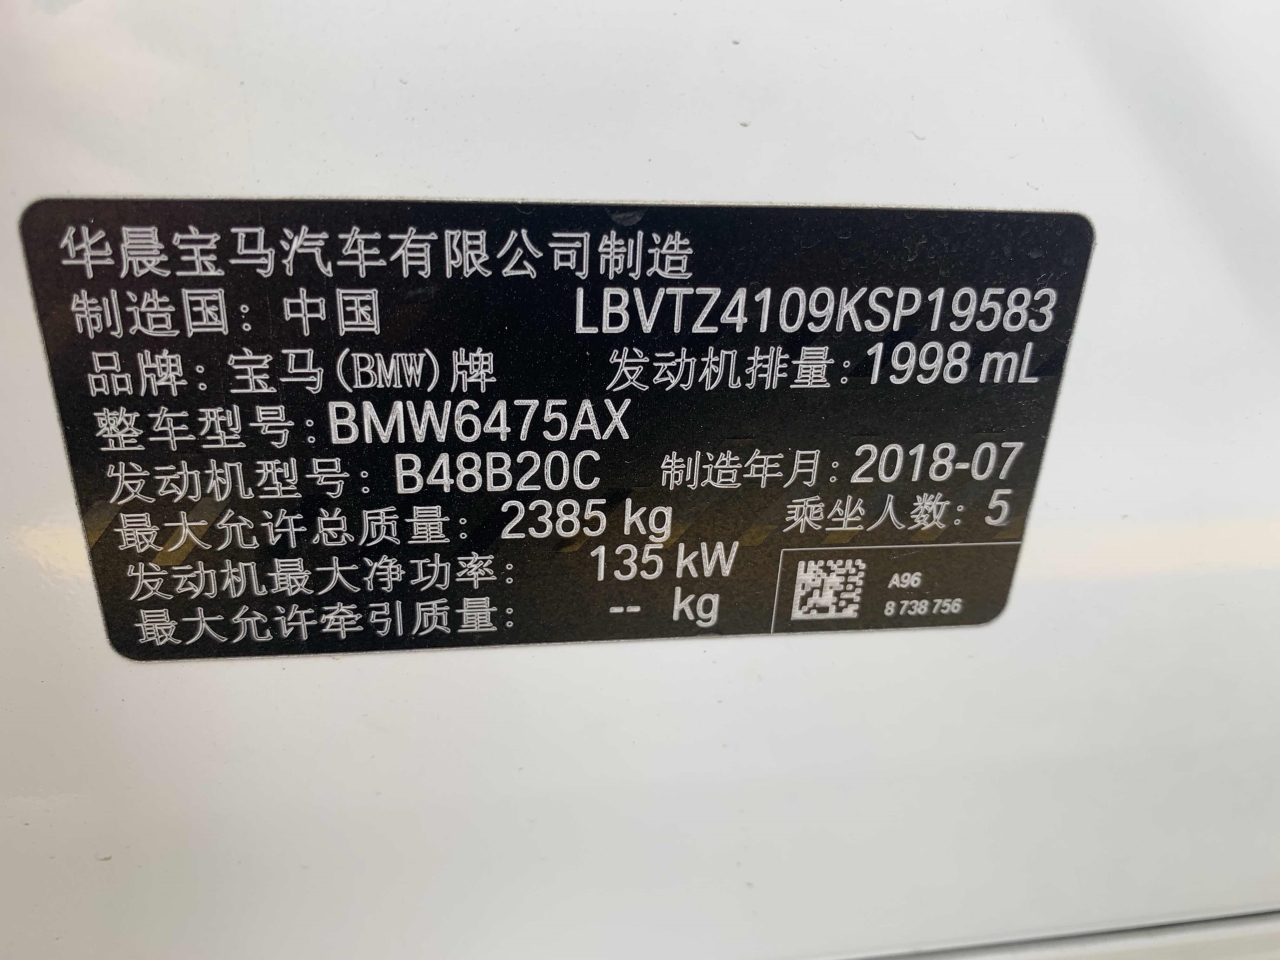 华晨宝马汽车有限公司制造
制造国: 中国 LBVTZ4109KSP19583
品牌: 宝马(BMW)牌 发动机排量: 1998 mL
整车型号: BMW6475AX
发动机型号: B48B20C 制造年月: 2018-07
最大允许总质量: 2385 kg 乘坐人数: 5
发动机最大净功率: 135 kW
最大允许牵引质量: -- kg
A96
8 738 756